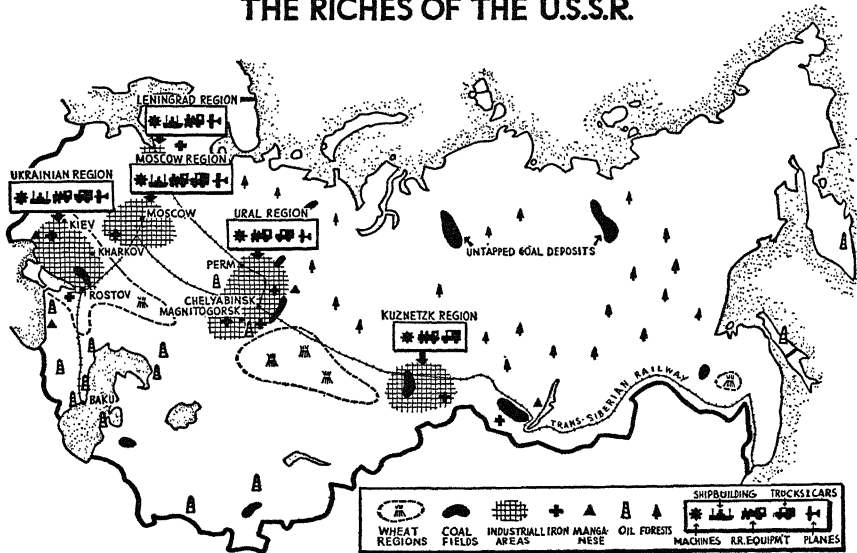 THE RICHES OF THE U.S.S.R.
LENINGRAD REGION
MOSCOW REGION
UKRAINIAN REGION
MOSCOW
URAL REGION
KIEV
KHARKOV
UNTAPPED COAL DEPOSITS
PERM
ROSTOV
CHELYABINSK
MAGNITOGORSK
KUZNETZK REGION
TRANS-SIBERIAN RAILWAY
BAKU
SHIPBUILDING TRUCKS & CARS
WHEAT REGIONS
COAL FIELDS
INDUSTRIAL AREAS
IRON
MANGA-
NESE
OIL
FORESTS
MACHINES R.R. EQUIPM'T PLANES